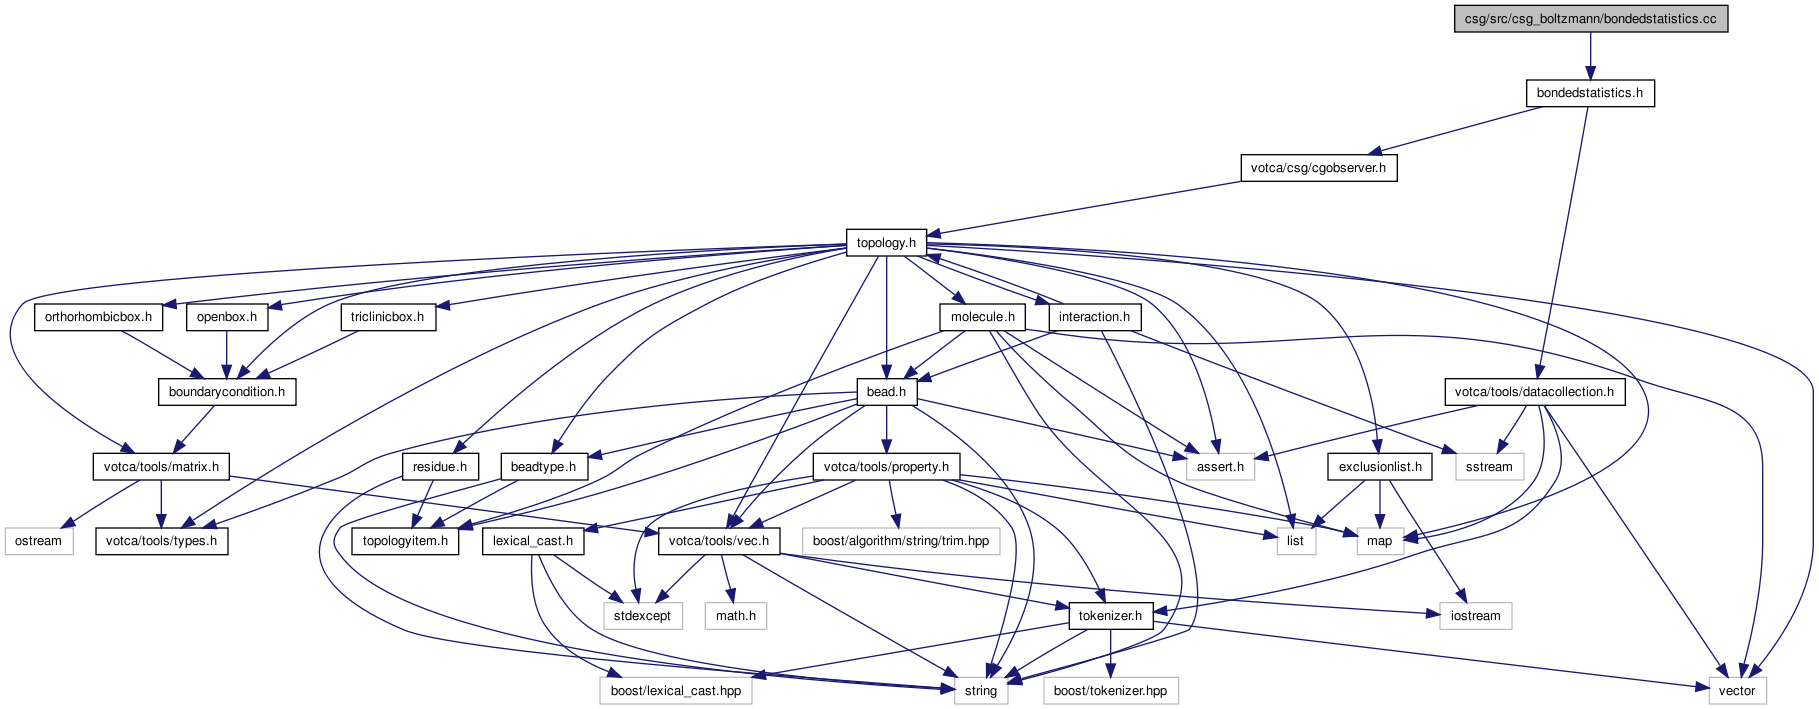 csg/src/csg_boltzmann/bondedstatistics.cc
bondedstatistics.h
votca/csg/cgobserver.h
topology.h
orthorhombicbox.h
openbox.h
triclinicbox.h
molecule.h
interaction.h
boundarycondition.h
bead.h
votca/tools/datacollection.h
votca/tools/matrix.h
residue.h
beadtype.h
votca/tools/property.h
assert.h
exclusionlist.h
sstream
ostream
votca/tools/types.h
topologyitem.h
lexical_cast.h
votca/tools/vec.h
boost/algorithm/string/trim.hpp
list
map
stdexcept
math.h
tokenizer.h
iostream
boost/lexical_cast.hpp
string
boost/tokenizer.hpp
vector